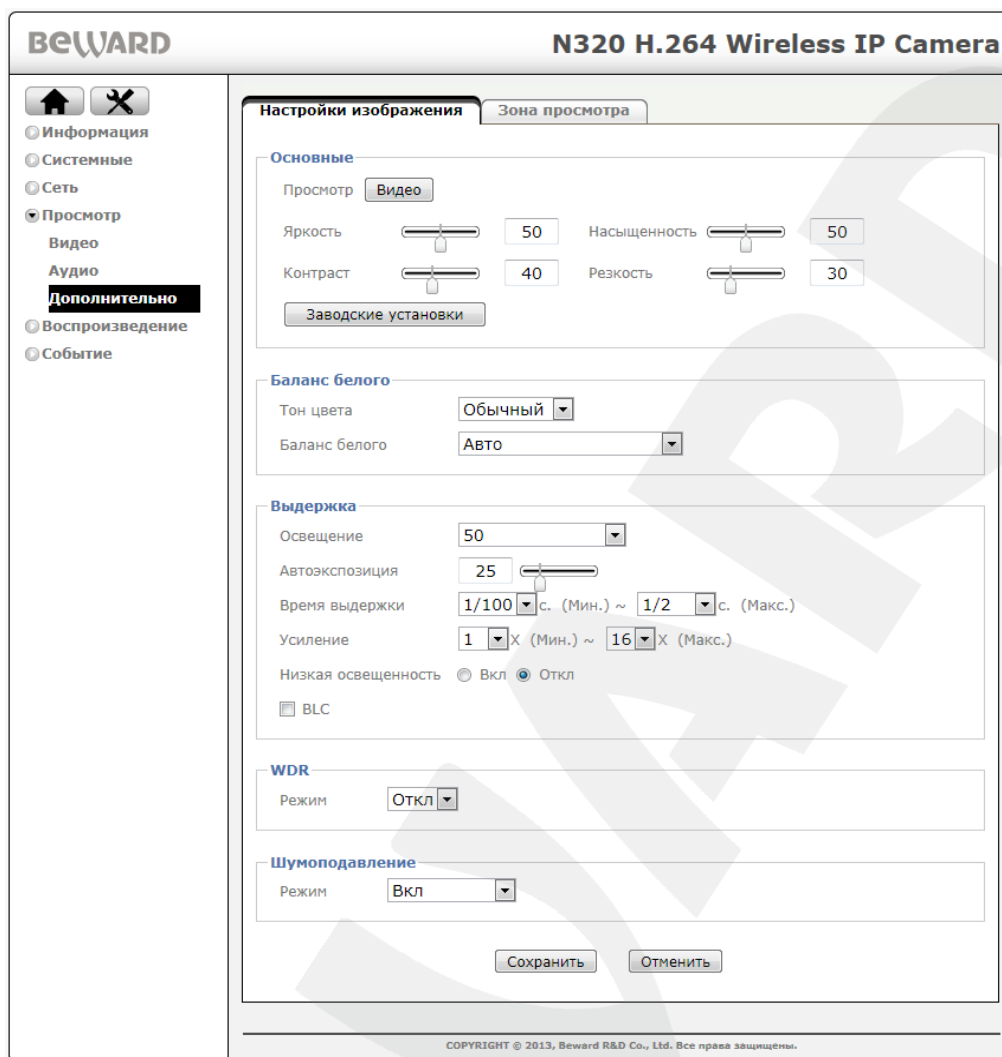 BEWARD
N320 H.264 Wireless IP Camera
Информация
Системные
Сеть
Просмотр
Видео
Аудио
Дополнительно
Воспроизведение
Событие
Настройки изображения
Зона просмотра
Основные
Просмотр Видео
Яркость 50 Насыщенность 50
Контраст 40 Резкость 30
Заводские установки
Баланс белого
Тон цвета Обычный
Баланс белого Авто
Выдержка
Освещение 50
Автоэкспозиция 25
Время выдержки 1/100 с. (Мин.) ~ 1/2 с. (Макс.)
Усиление 1 X (Мин.) ~ 16 X (Макс.)
Низкая освещенность Вкл Откл
BLC
WDR
Режим Откл
Шумоподавление
Режим Вкл
Сохранить Отменить
COPYRIGHT © 2013, Beward R&D Co., Ltd. Все права защищены.